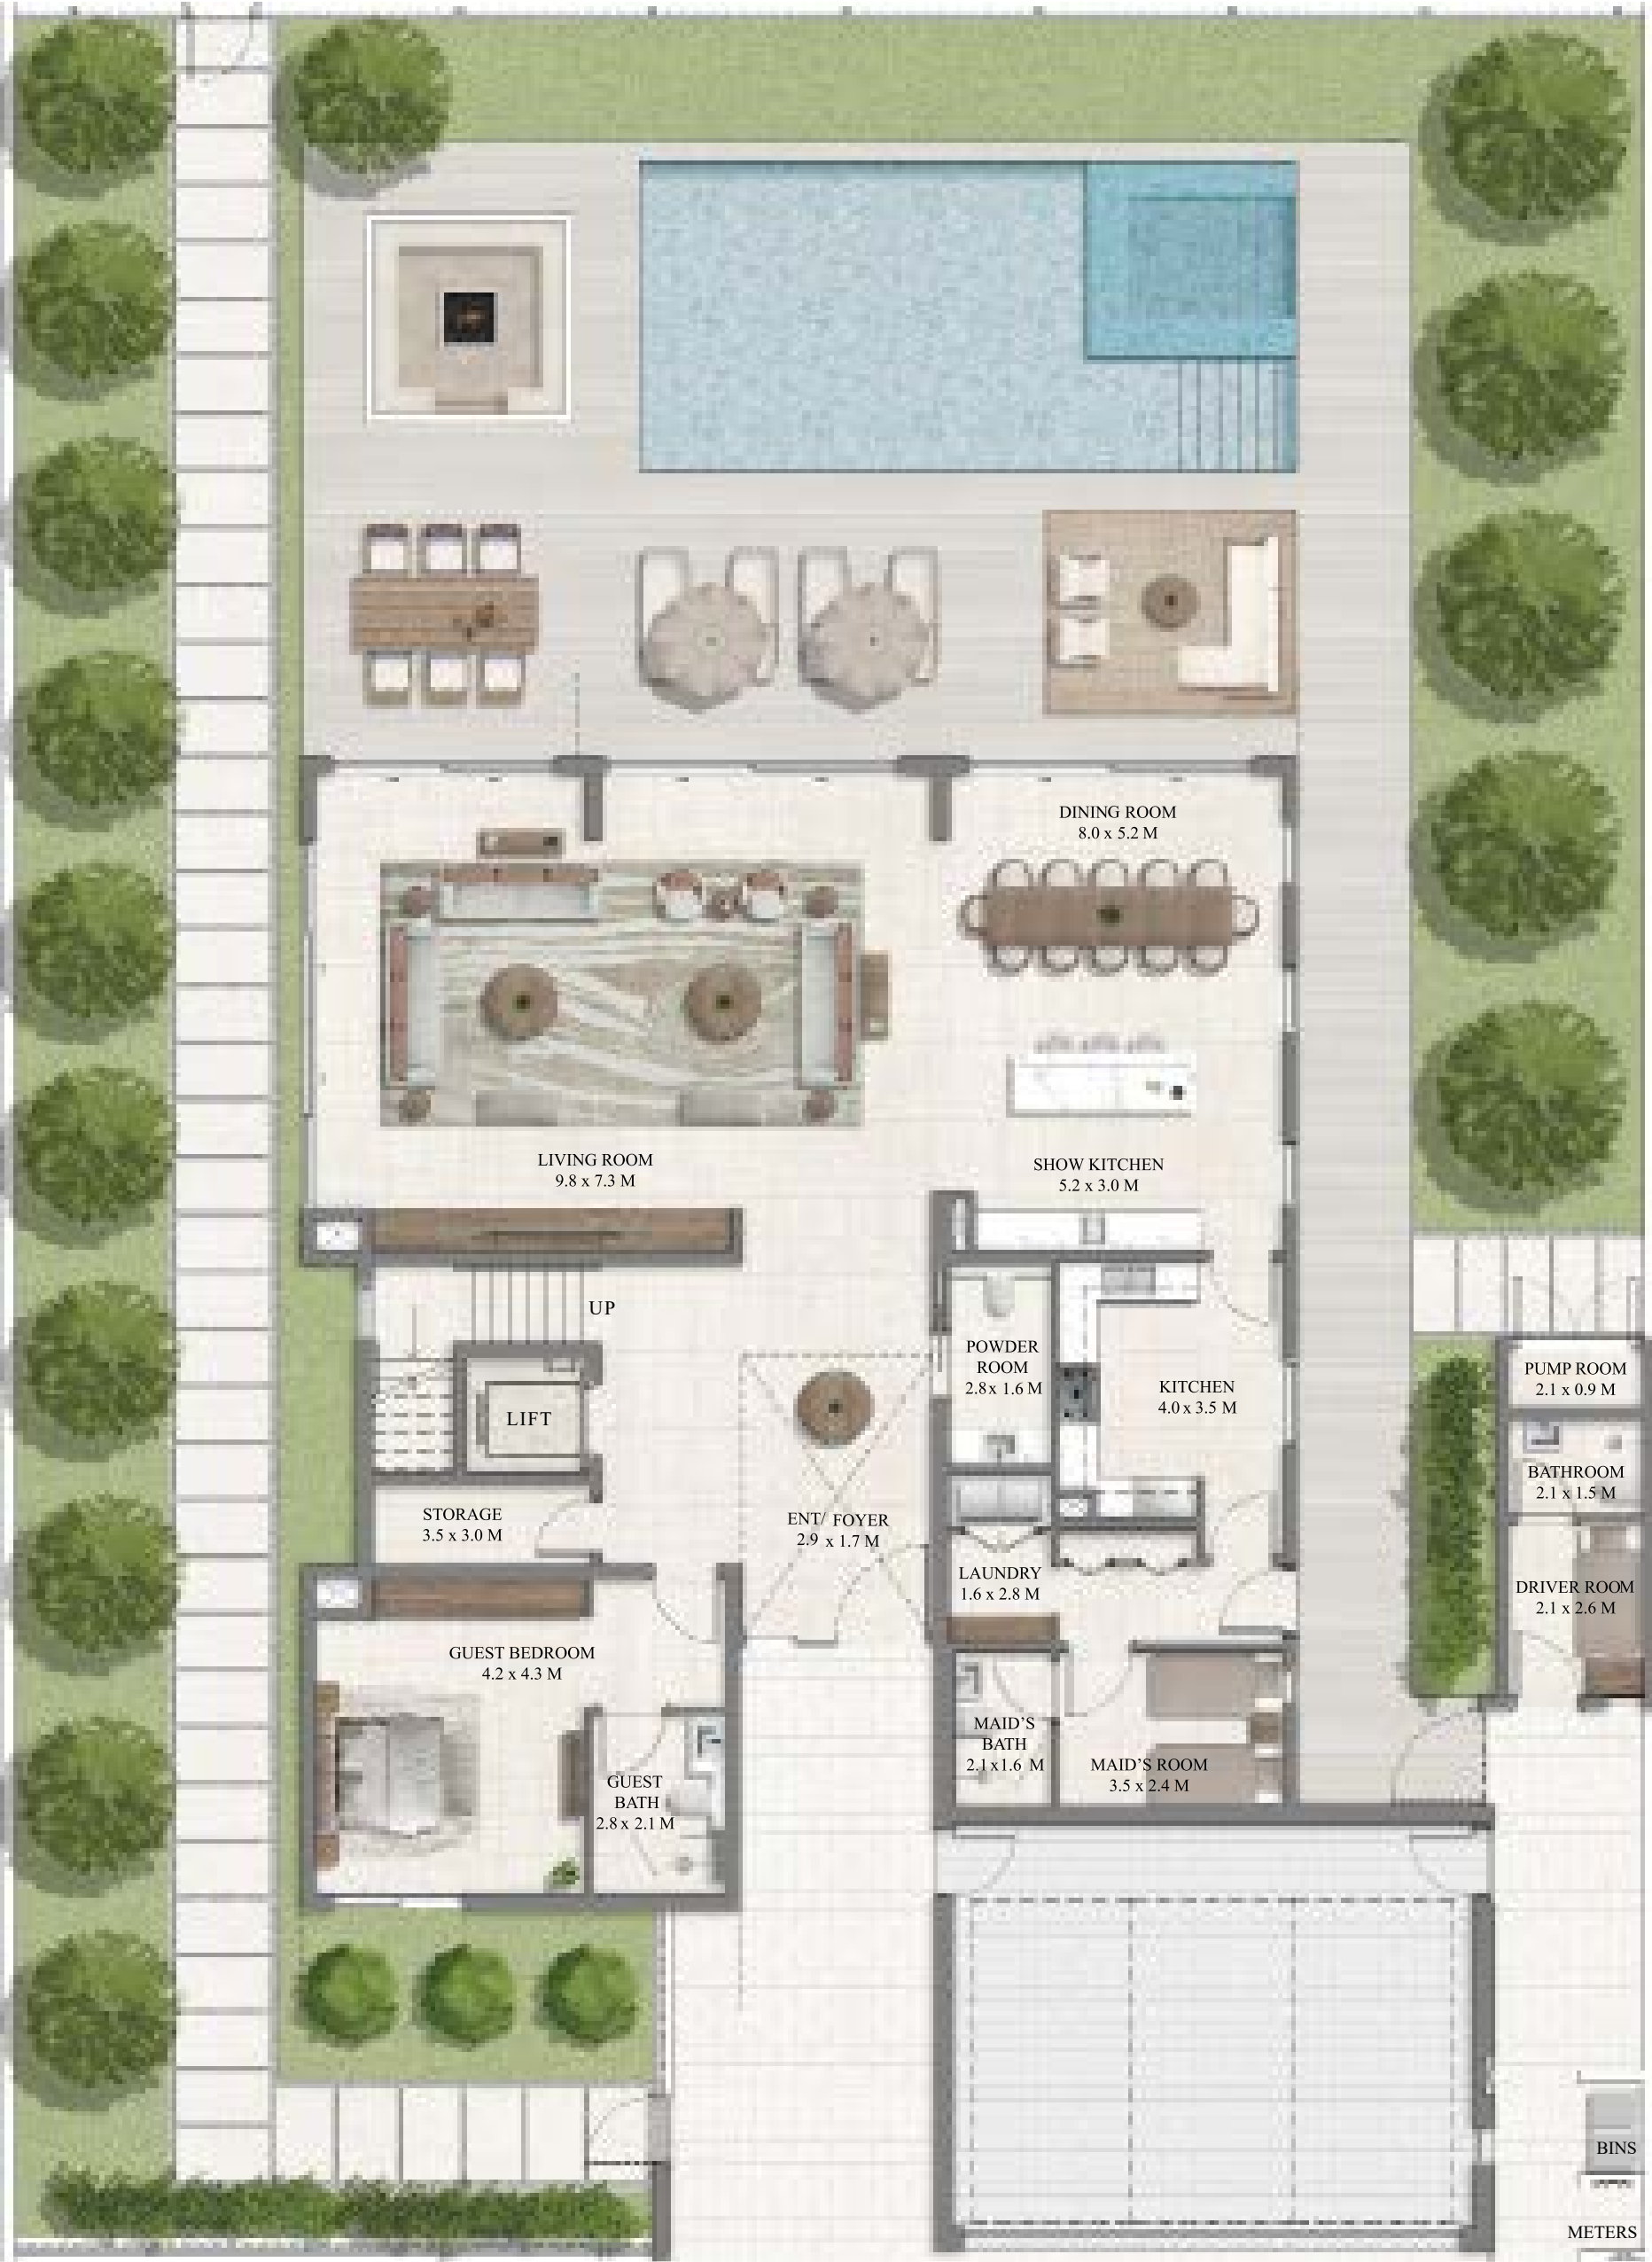 DINING ROOM
8.0 x 5.2 M
LIVING ROOM
9.8 x 7.3 M
SHOW KITCHEN
5.2 x 3.0 M
UP
POWDER
ROOM
2.8 x 1.6 M
KITCHEN
4.0 x 3.5 M
PUMP ROOM
2.1 x 0.9 M
LIFT
BATHROOM
2.1 x 1.5 M
STORAGE
3.5 x 3.0 M
ENT/ FOYER
2.9 x 1.7 M
LAUNDRY
1.6 x 2.8 M
DRIVER ROOM
2.1 x 2.6 M
GUEST BEDROOM
4.2 x 4.3 M
MAID'S
BATH
2.1x1.6 M
MAID'S ROOM
3.5 x 2.4 M
GUEST
BATH
2.8 x 2.1 M
BINS
METERS